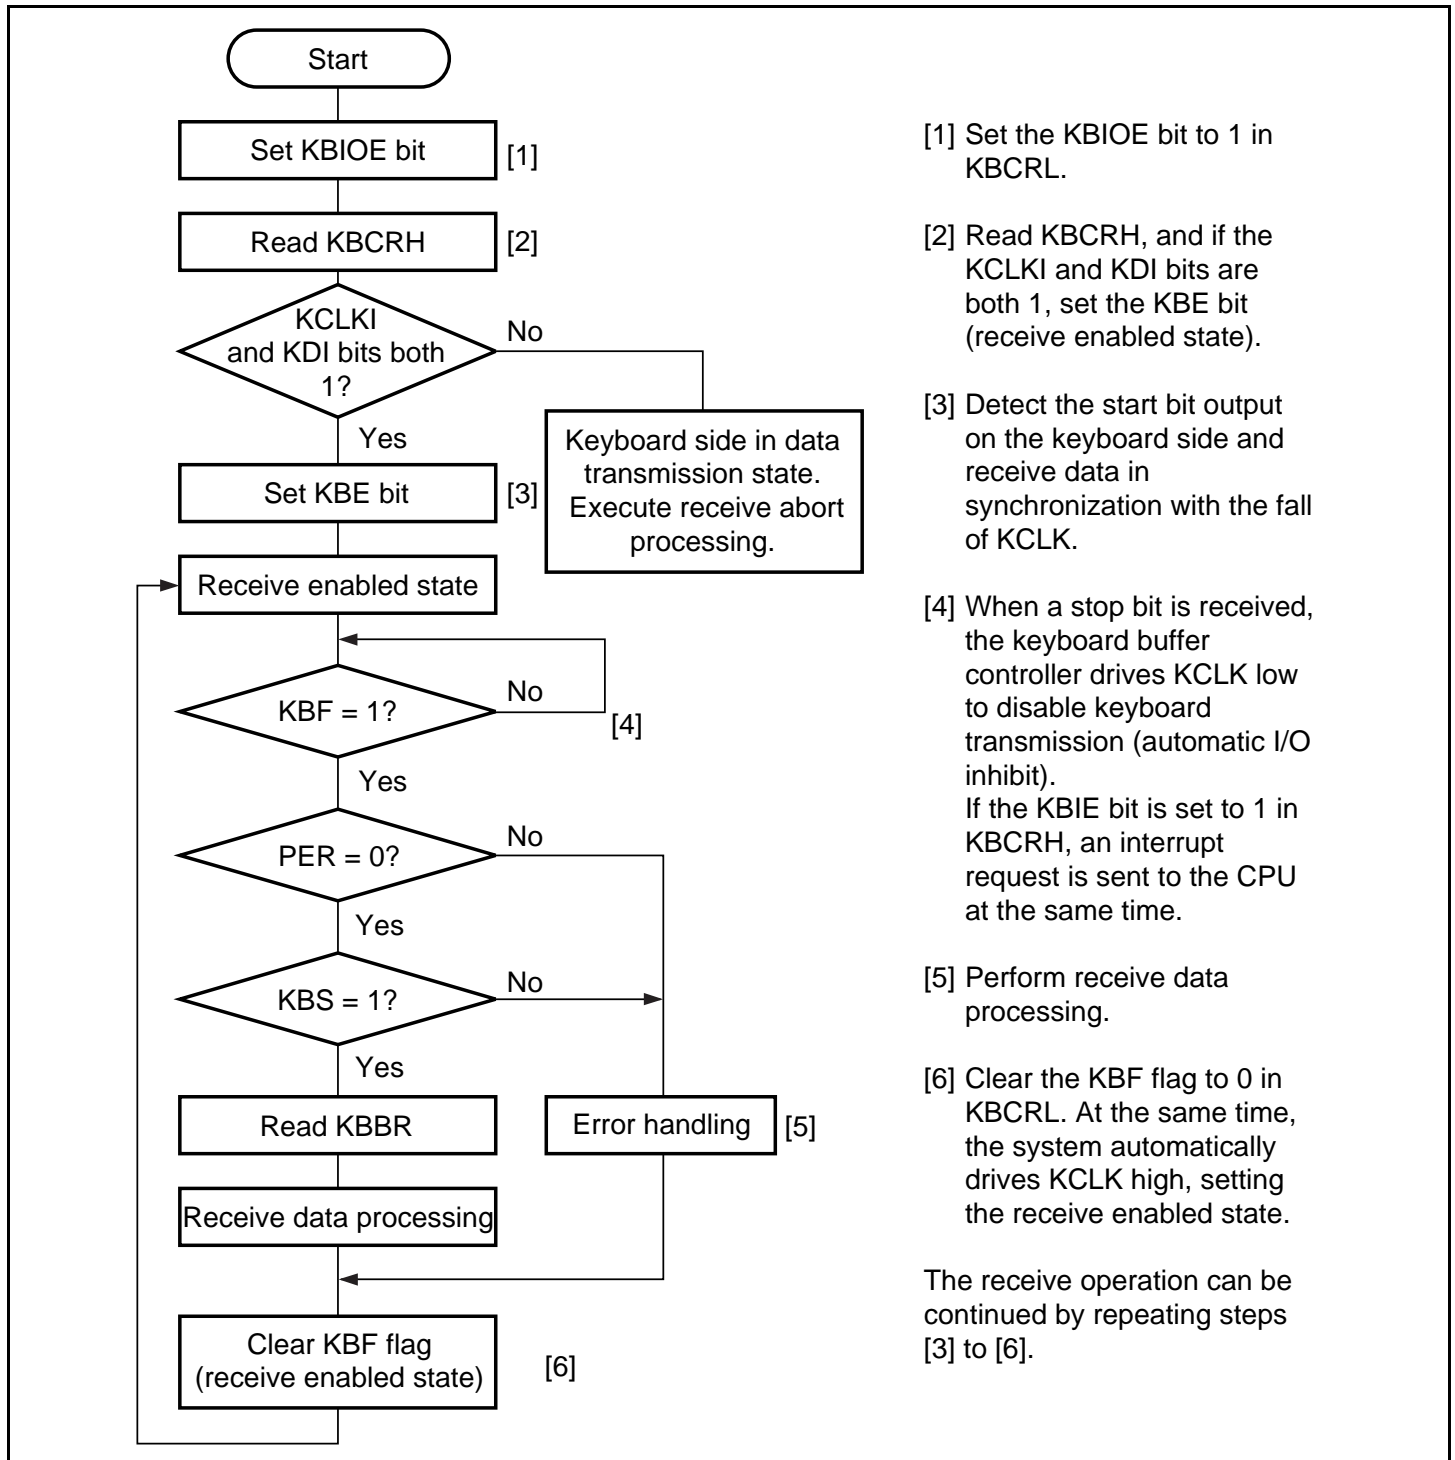 Start
Set KBIOE bit
[1]
Read KBCRH
[2]
KCLKI
and KDI bits both
1?
No
Yes
Keyboard side in data
transmission state.
Execute receive abort
processing.
Set KBE bit
[3]
Receive enabled state
KBF = 1?
No
[4]
Yes
PER = 0?
No
Yes
KBS = 1?
No
Yes
Read KBBR
Error handling
[5]
Receive data processing
Clear KBF flag
(receive enabled state)
[6]
[1] Set the KBIOE bit to 1 in
KBCRL.
[2] Read KBCRH, and if the
KCLKI and KDI bits are
both 1, set the KBE bit
(receive enabled state).
[3] Detect the start bit output
on the keyboard side and
receive data in
synchronization with the fall
of KCLK.
[4] When a stop bit is received,
the keyboard buffer
controller drives KCLK low
to disable keyboard
transmission (automatic I/O
inhibit).
If the KBIE bit is set to 1 in
KBCRH, an interrupt
request is sent to the CPU
at the same time.
[5] Perform receive data
processing.
[6] Clear the KBF flag to 0 in
KBCRL. At the same time,
the system automatically
drives KCLK high, setting
the receive enabled state.
The receive operation can be
continued by repeating steps
[3] to [6].